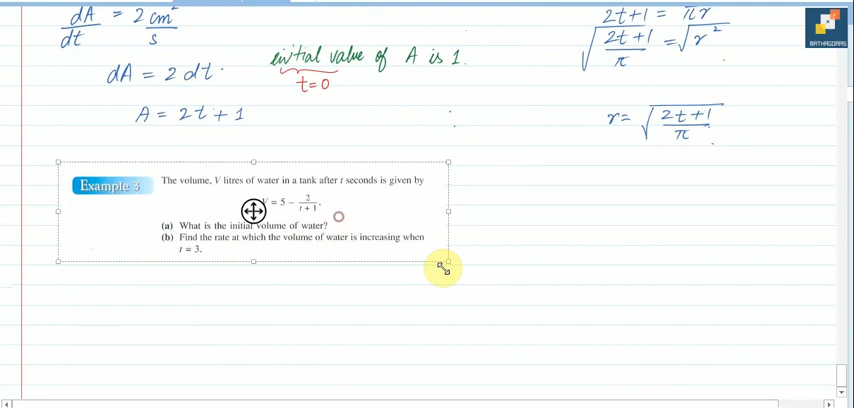 dA/dt = 2 cm²/s
dA = 2 dt.
initial value of A is 1.
t=0
A = 2t + 1
2t+1 = πr
√(2t+1/π) = √r²
r = √(2t+1/π)
MATHAGORAS
Example 3
The volume, V litres of water in a tank after t seconds is given by
V = 5 − 2/(t + 1).
(a) What is the initial volume of water?
(b) Find the rate at which the volume of water is increasing when
t = 3.